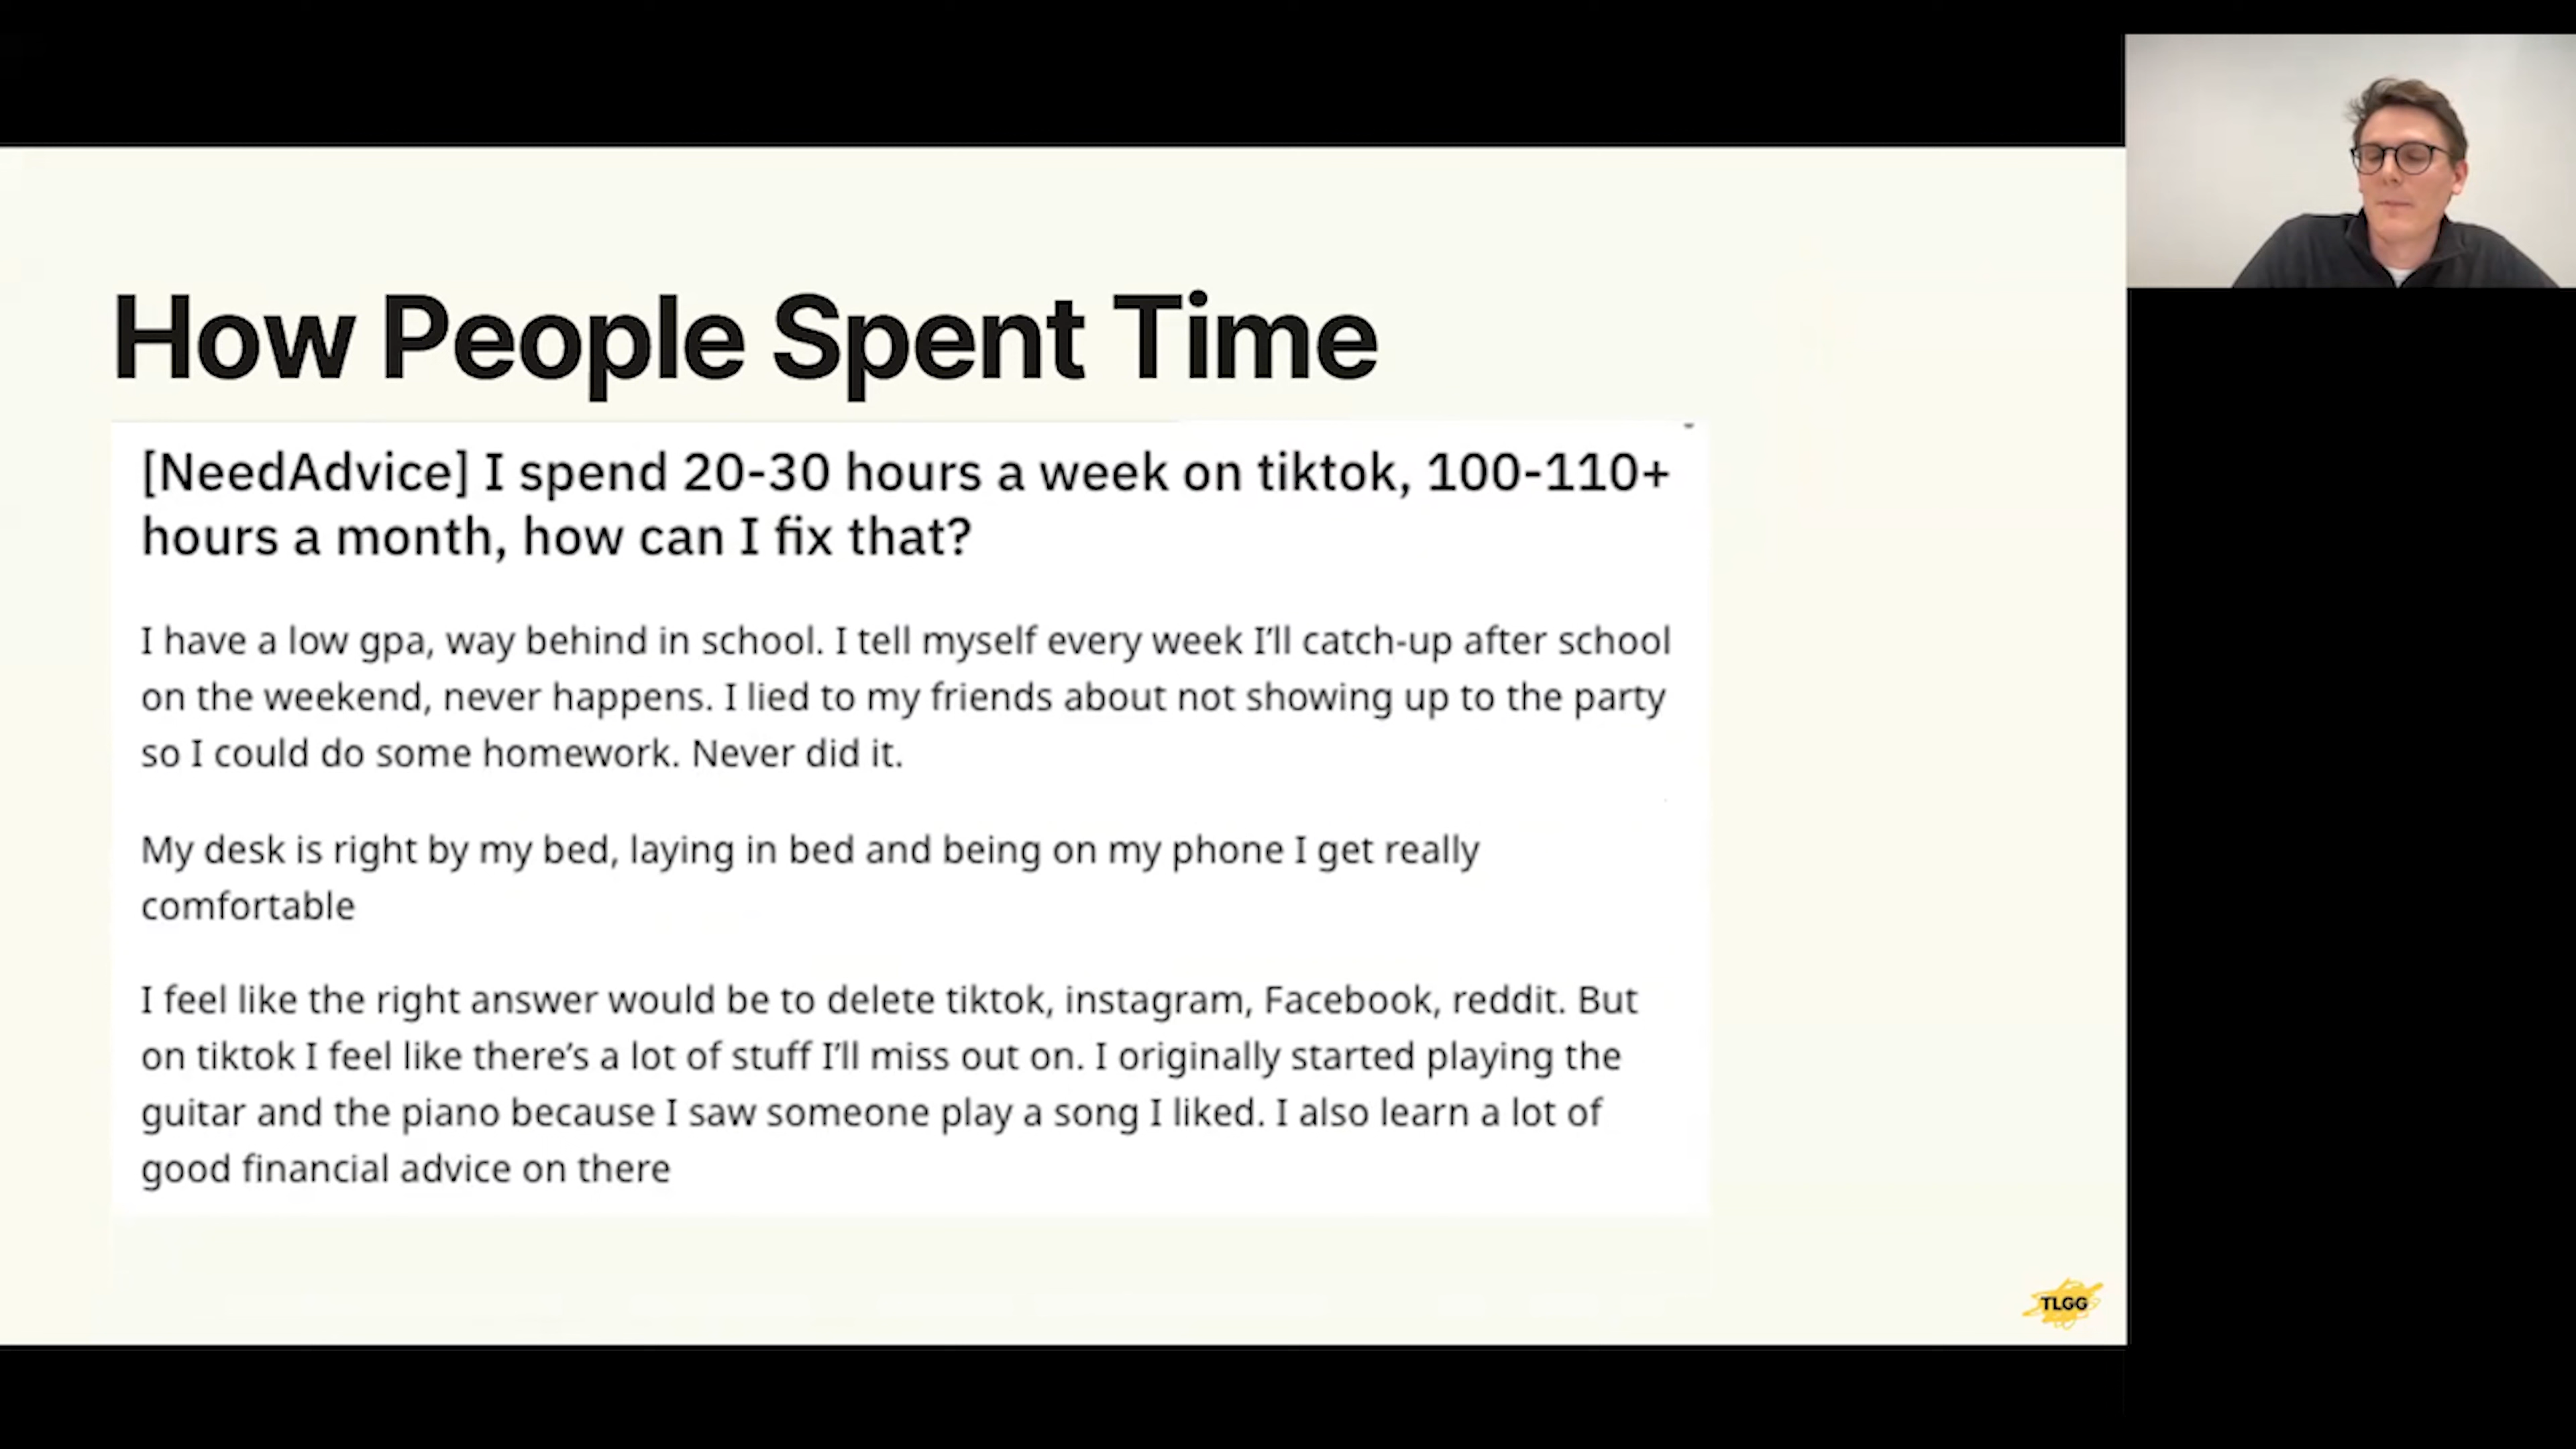 How People Spent Time
[NeedAdvice] I spend 20-30 hours a week on tiktok, 100-110+
hours a month, how can I fix that?
I have a low gpa, way behind in school. I tell myself every week I'll catch-up after school
on the weekend, never happens. I lied to my friends about not showing up to the party
so I could do some homework. Never did it.
My desk is right by my bed, laying in bed and being on my phone I get really
comfortable
I feel like the right answer would be to delete tiktok, instagram, Facebook, reddit. But
on tiktok I feel like there's a lot of stuff I'll miss out on. I originally started playing the
guitar and the piano because I saw someone play a song I liked. I also learn a lot of
good financial advice on there
TLGG